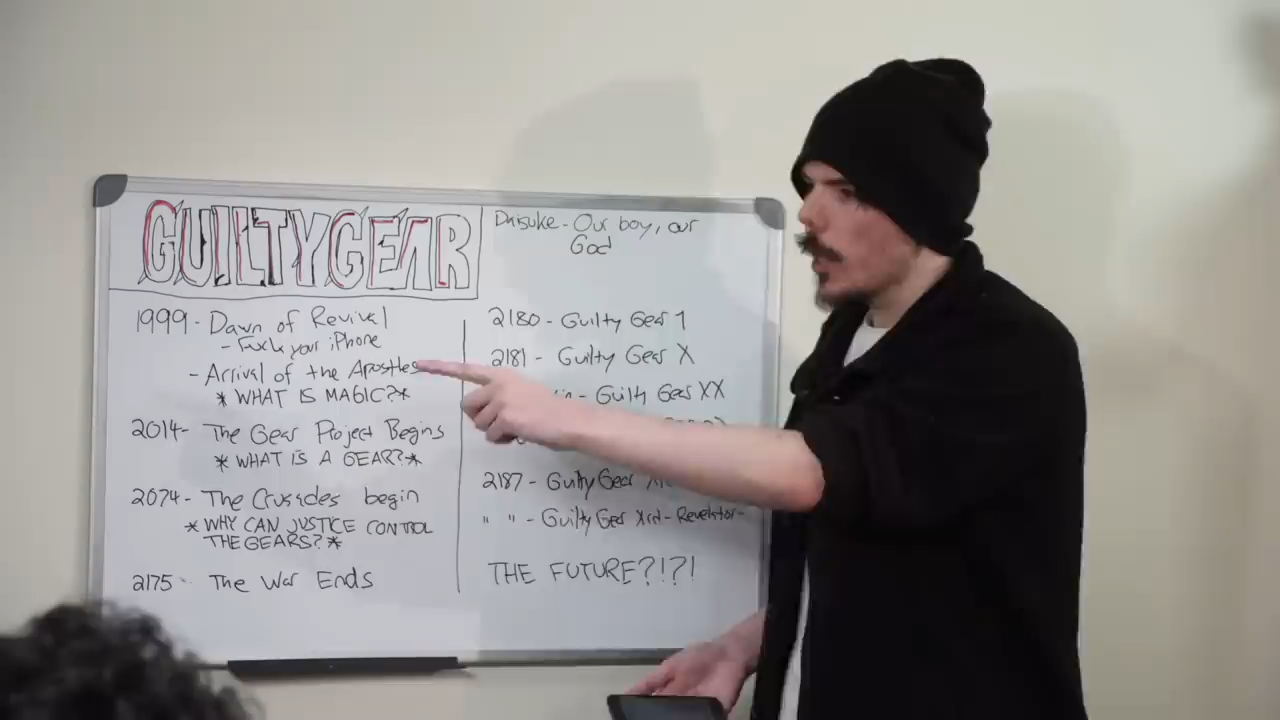 GUILTY GEAR
1999 - Dawn of Revival
- Fuck your iPhone
- Arrival of the Apostles
* WHAT IS MAGIC? *
2014 - The Gear Project Begins
* WHAT IS A GEAR? *
2074 - The Crusades begin
* WHY CAN JUSTICE CONTROL
THE GEARS? *
2175 - The War Ends
Daisuke - Our boy, our
God
2180 - Guilty Gear 1
2181 - Guilty Gear X
- Guilty Gear XX
2187 - Guilty Gear
" " - Guilty Gear Xrd - Revelator -
THE FUTURE?!?!